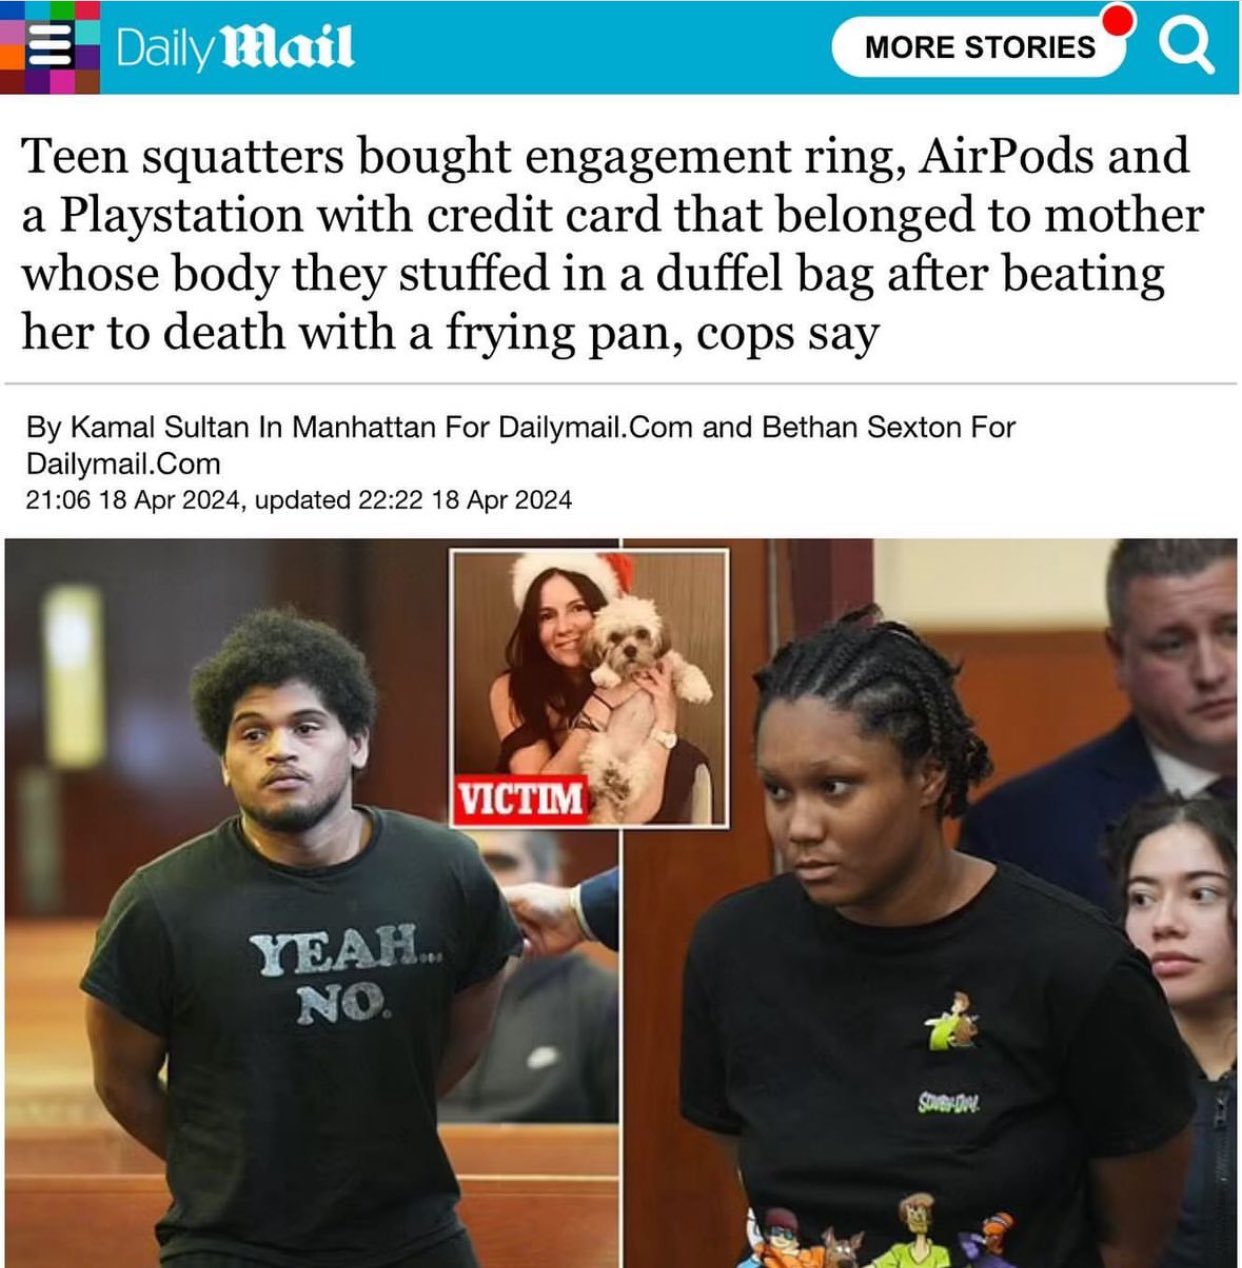 Daily Mail
MORE STORIES
Teen squatters bought engagement ring, AirPods and
a Playstation with credit card that belonged to mother
whose body they stuffed in a duffel bag after beating
her to death with a frying pan, cops say
By Kamal Sultan In Manhattan For Dailymail.Com and Bethan Sexton For
Dailymail.Com
21:06 18 Apr 2024, updated 22:22 18 Apr 2024
VICTIM
YEAH...
NO.
SCOOBY-DOO!